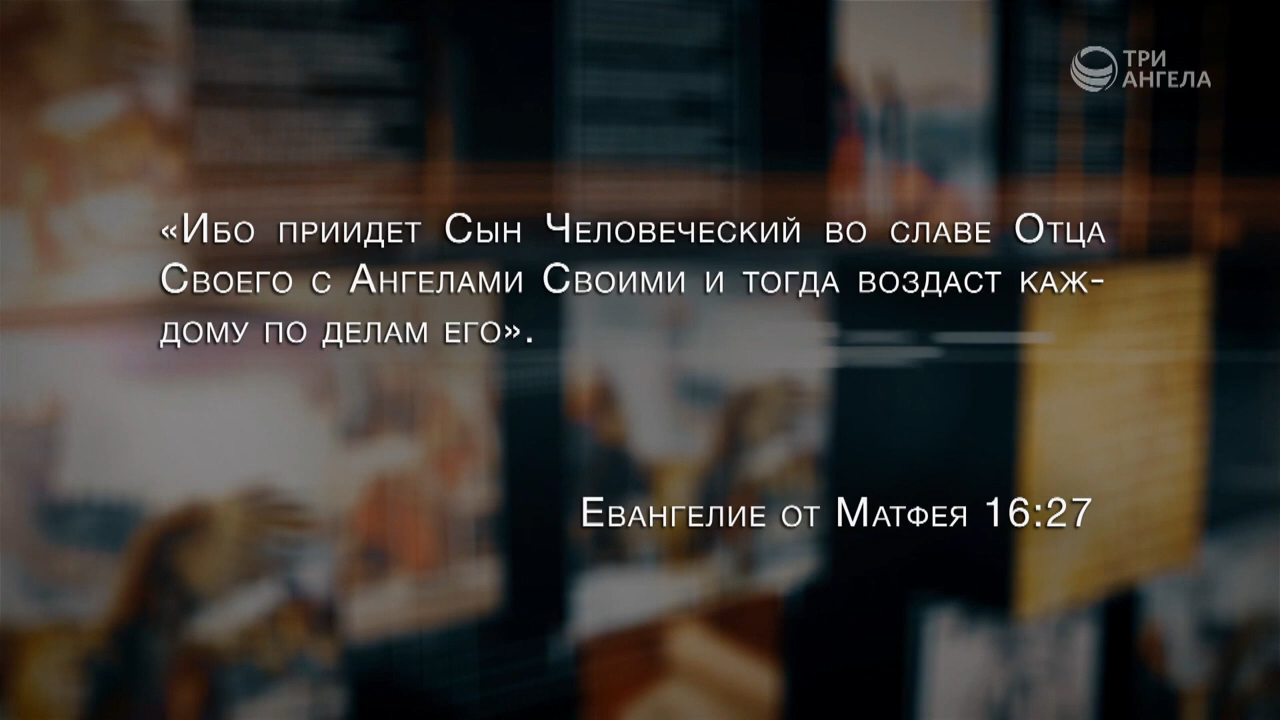 ТРИ
АНГЕЛА
«Ибо приидет Сын Человеческий во славе Отца
Своего с Ангелами Своими и тогда воздаст каж-
дому по делам его».
Евангелие от Матфея 16:27